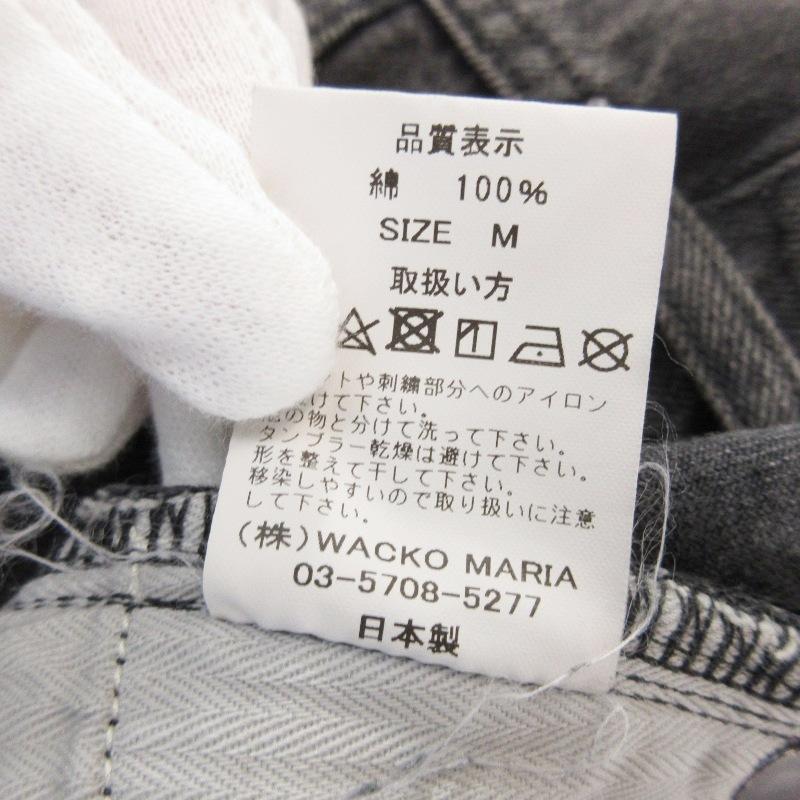 品質表示
綿 100%
SIZE M
取扱い方
トや刺繍部分へのアイロン
けて下さい。
の物と分けて洗って下さい。
タンブラー乾燥は避けて下さい。
形を整えて干して下さい。
移染しやすいので取り扱いに注意
して下さい。
(株)WACKO MARIA
03-5708-5277
日本製